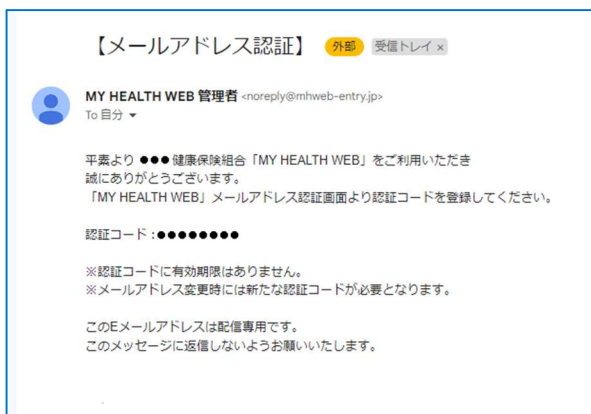 【メールアドレス認証】 外部 受信トレイ ×
MY HEALTH WEB 管理者 <noreply@mhweb-entry.jp>
To 自分
平素より ●●● 健康保険組合「MY HEALTH WEB」をご利用いただき
誠にありがとうございます。
「MY HEALTH WEB」メールアドレス認証画面より認証コードを登録してください。
認証コード :●●●●●●●●
※認証コードに有効期限はありません。
※メールアドレス変更時には新たな認証コードが必要となります。
このEメールアドレスは配信専用です。
このメッセージに返信しないようお願いいたします。